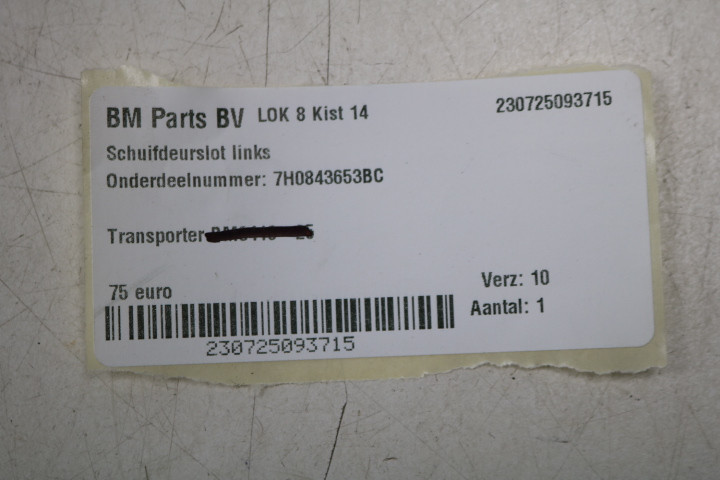 BM Parts BV LOK 8 Kist 14 230725093715
Schuifdeurslot links
Onderdeelnummer: 7H0843653BC
Transporter
75 euro Verz: 10
Aantal: 1
230725093715